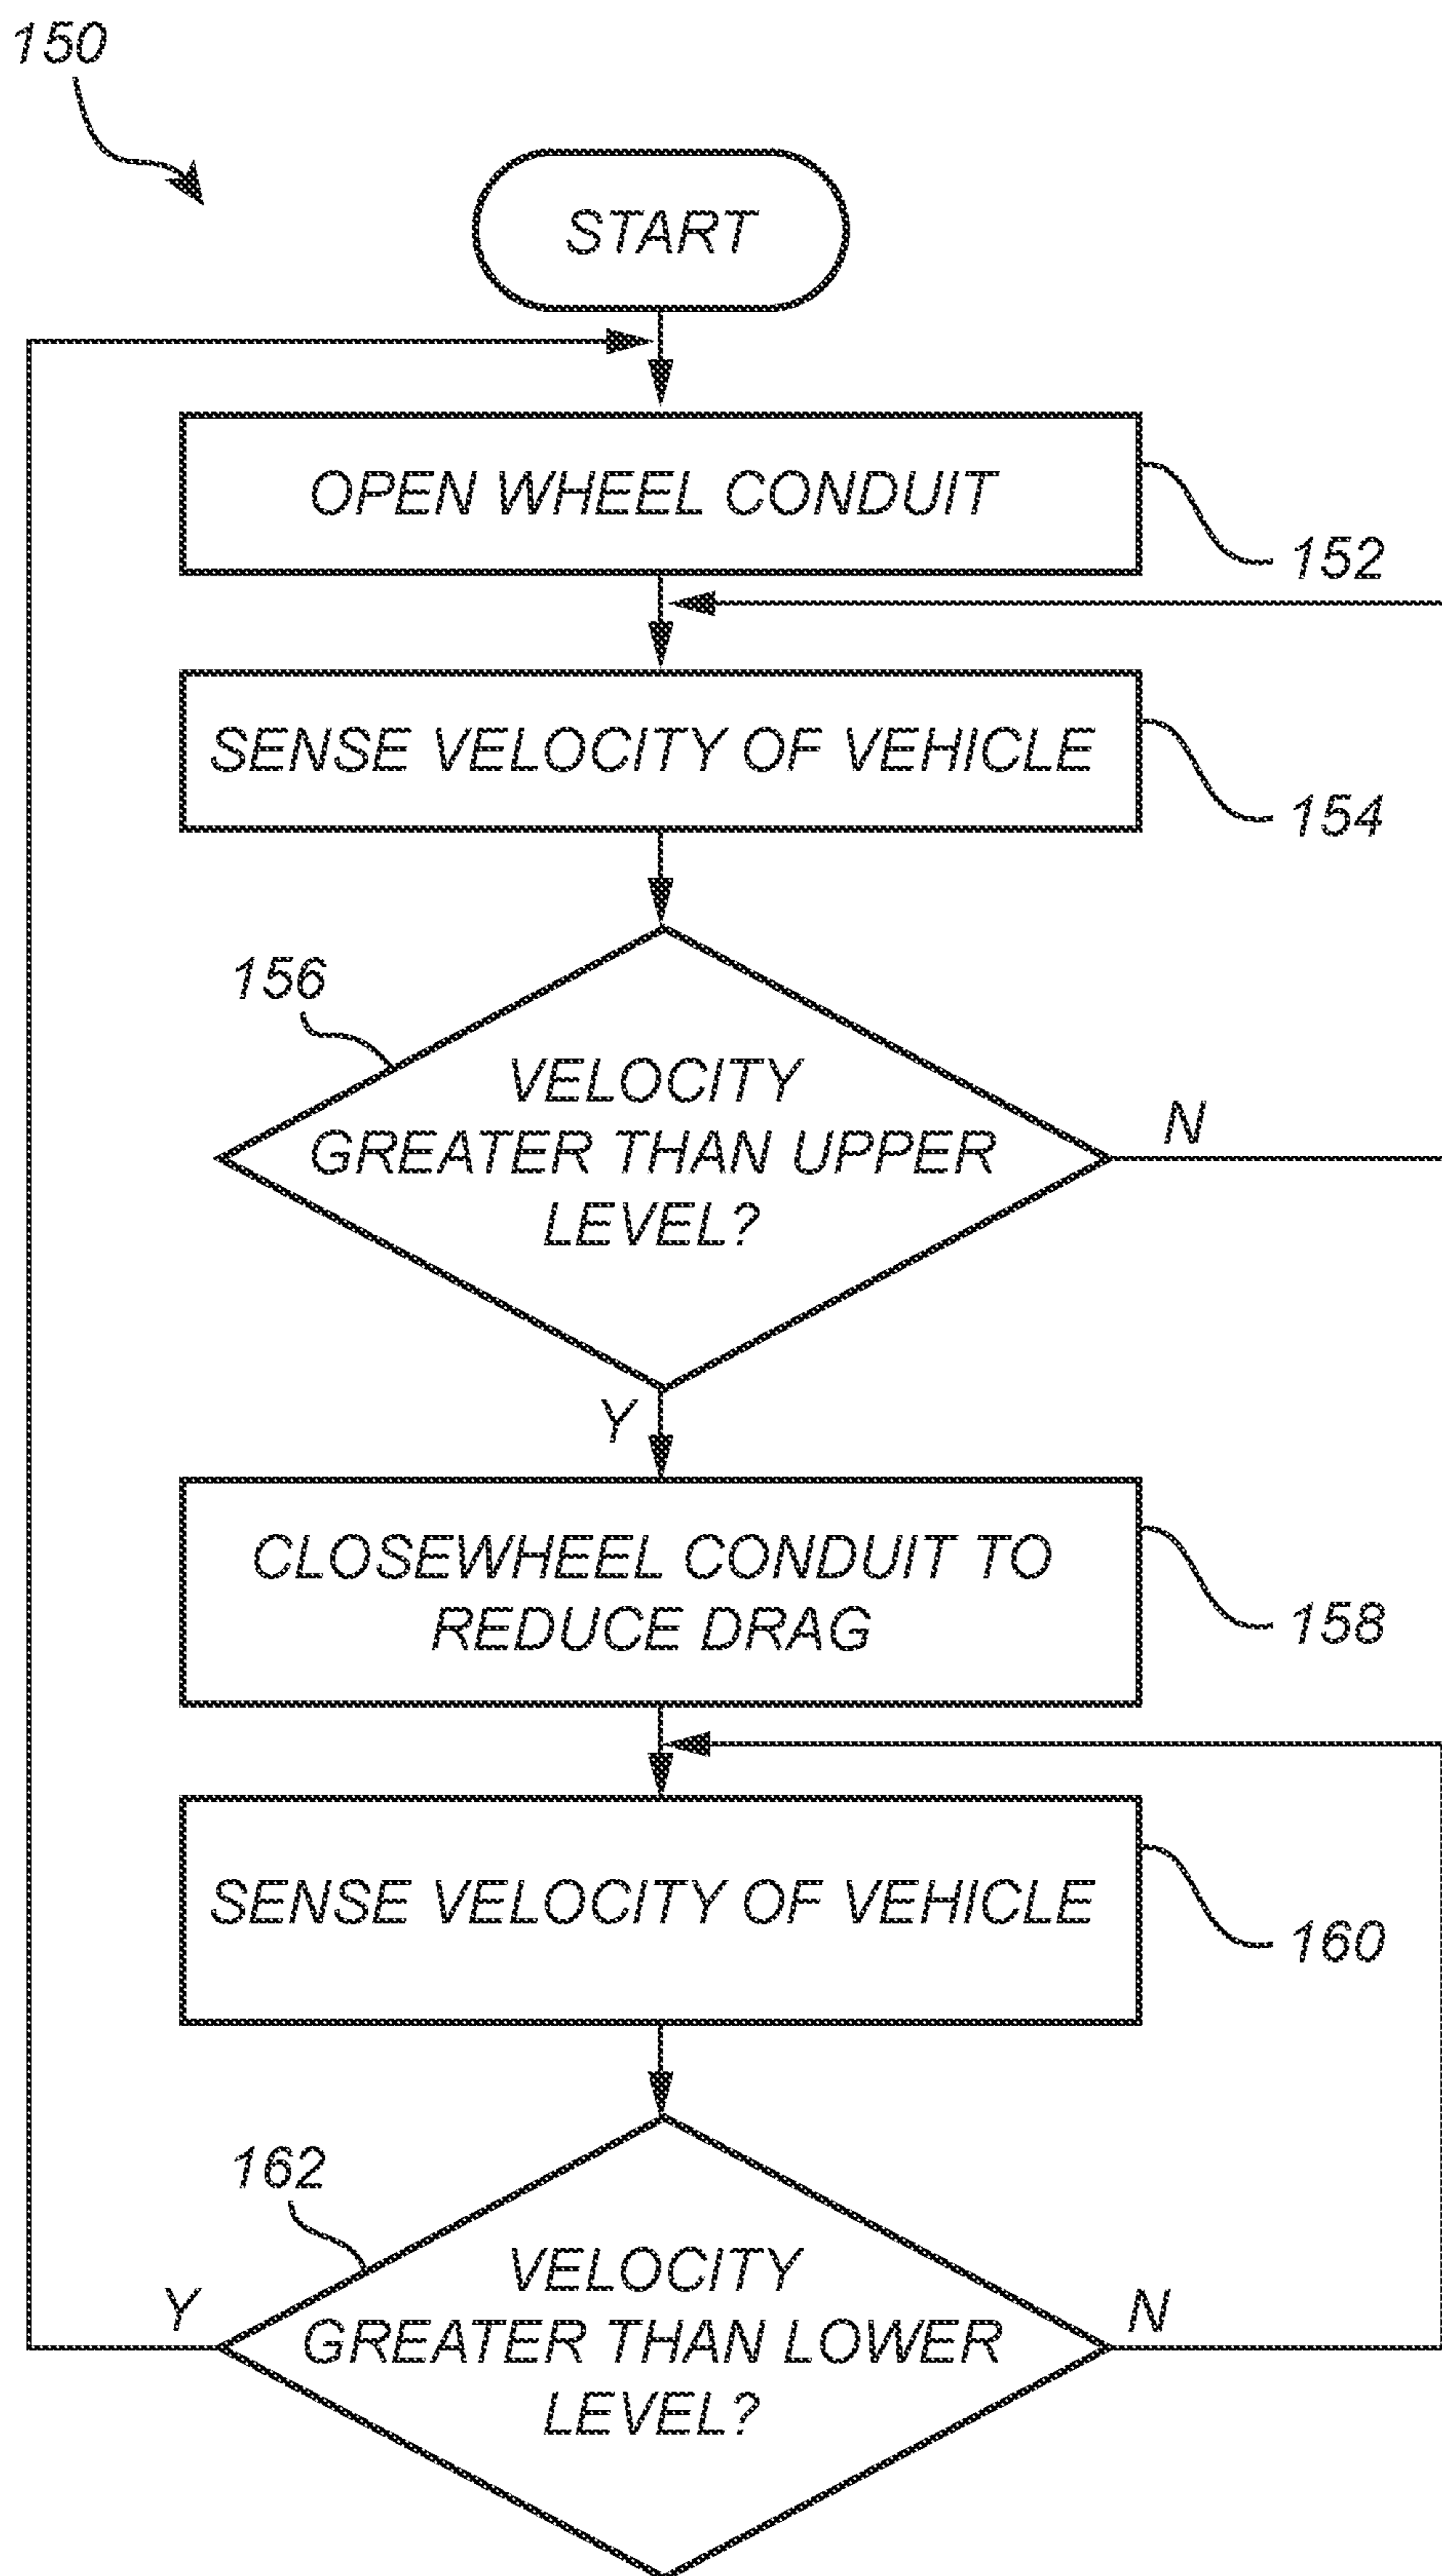 150
START
OPEN WHEEL CONDUIT
152
SENSE VELOCITY OF VEHICLE
154
156
VELOCITY
GREATER THAN UPPER
LEVEL?
N
Y
CLOSEWHEEL CONDUIT TO
REDUCE DRAG
158
SENSE VELOCITY OF VEHICLE
160
162
VELOCITY
GREATER THAN LOWER
LEVEL?
Y
N